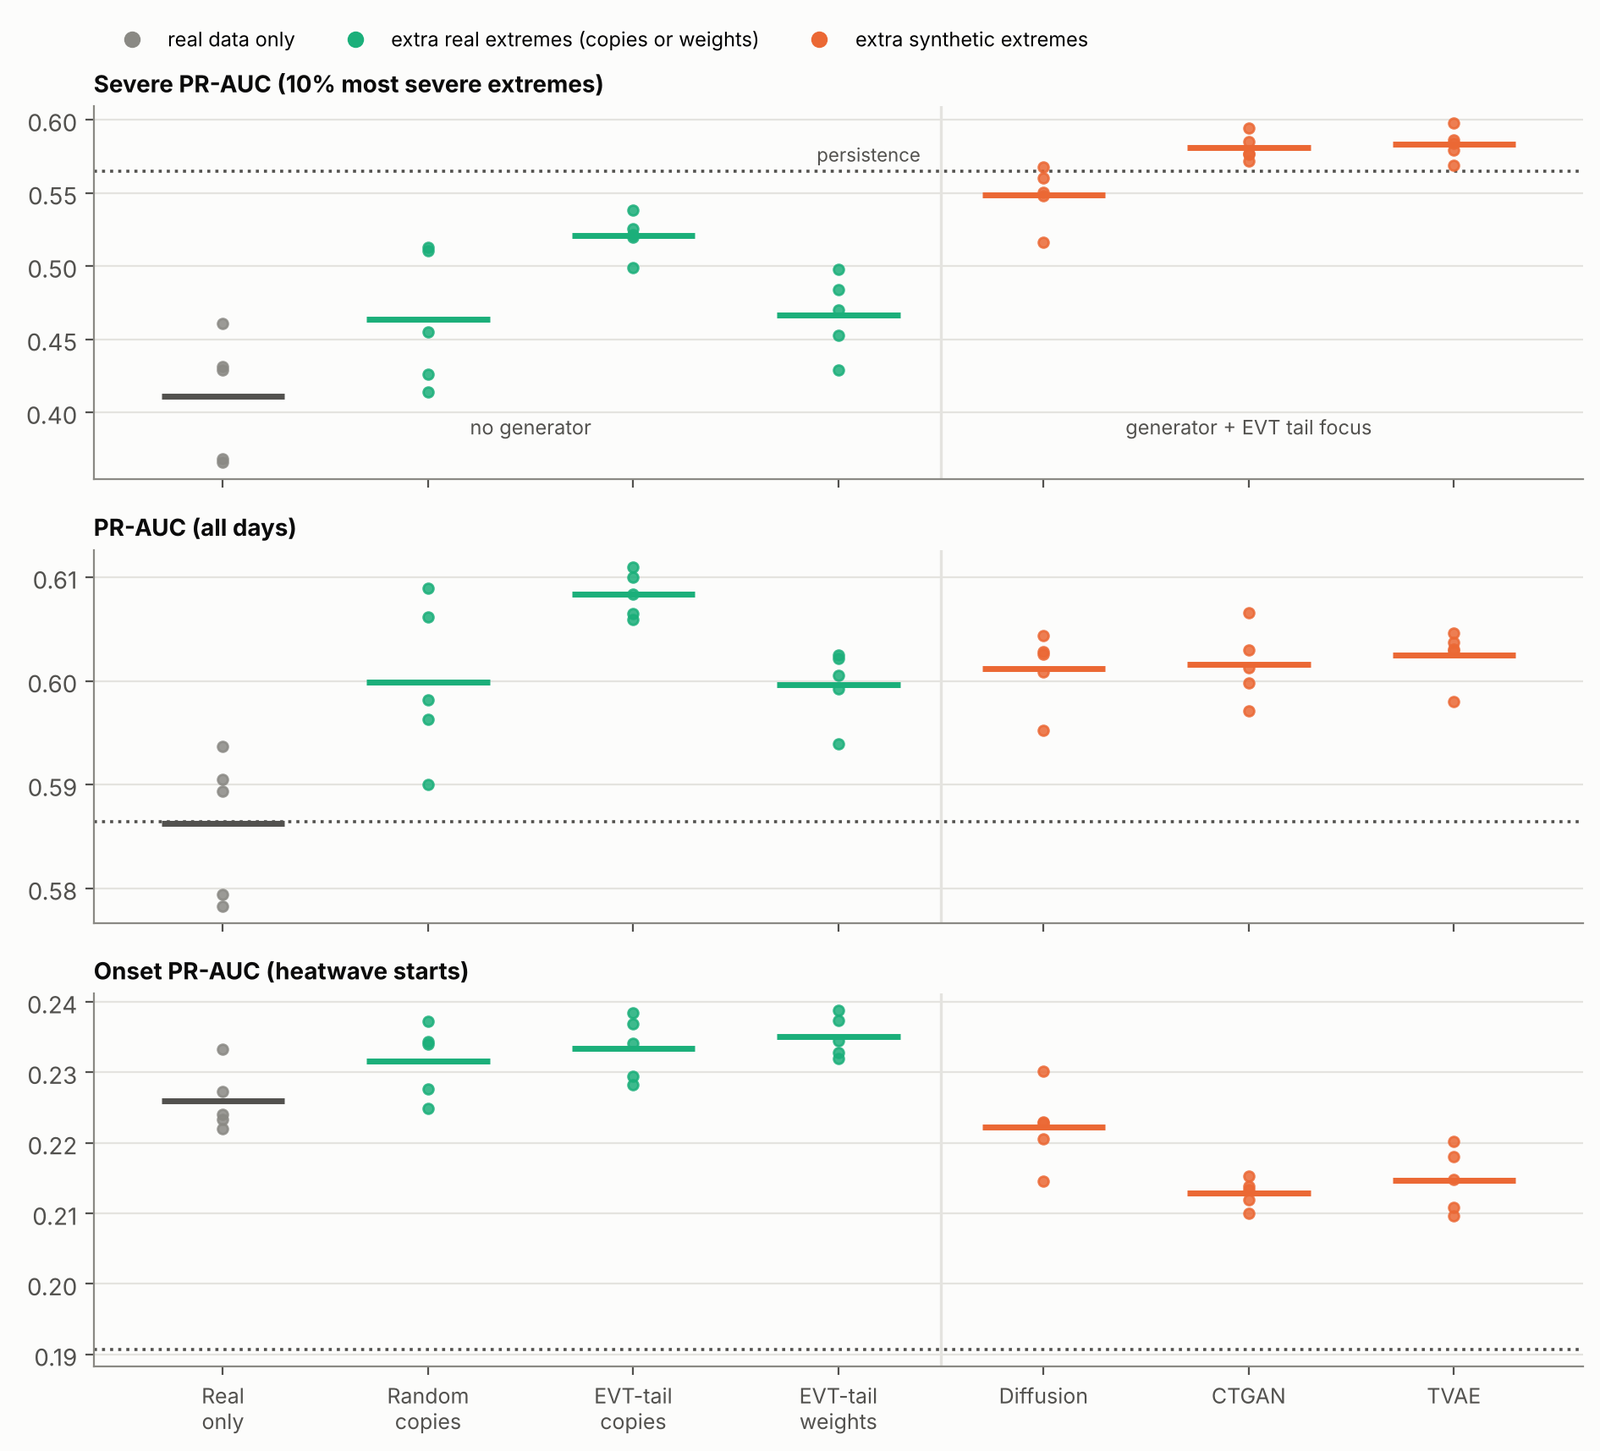 real data only
extra real extremes (copies or weights)
extra synthetic extremes
Severe PR-AUC (10% most severe extremes)
0.60
persistence
0.55
0.50
0.45
0.40
no generator
generator + EVT tail focus
PR-AUC (all days)
0.61
0.60
0.59
0.58
Onset PR-AUC (heatwave starts)
0.24
0.23
0.22
0.21
0.20
0.19
Real only
Random copies
EVT-tail copies
EVT-tail weights
Diffusion
CTGAN
TVAE